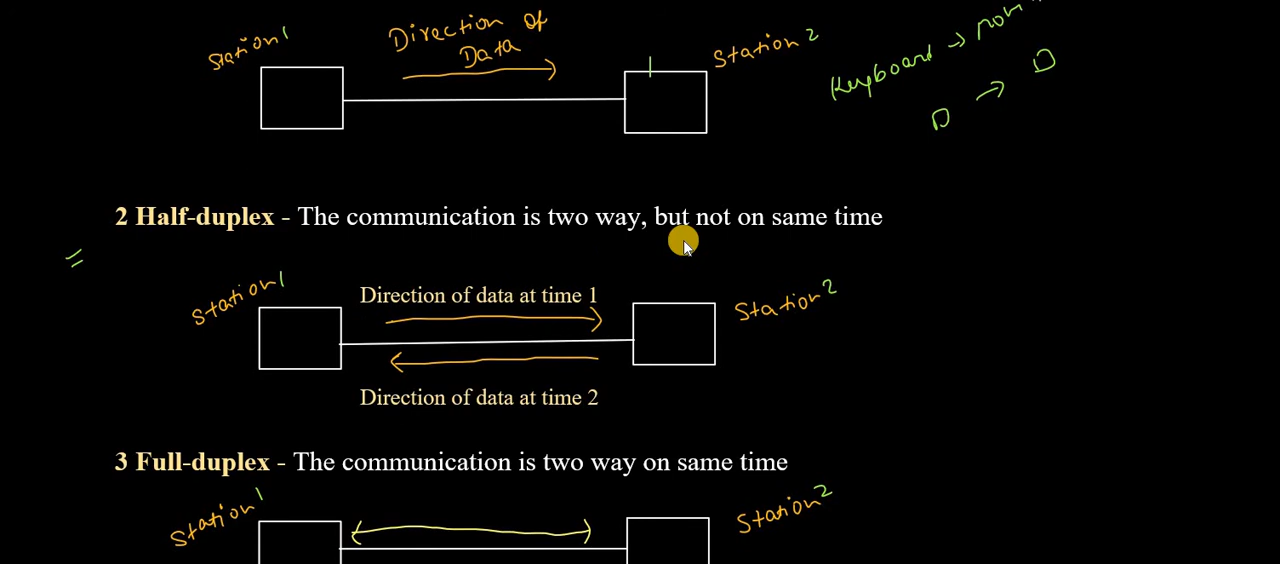 Station 1
Direction of
Data
Station 2
Keyboard →
2 Half-duplex - The communication is two way, but not on same time
Station 1
Direction of data at time 1
Station 2
Direction of data at time 2
3 Full-duplex - The communication is two way on same time
Station 1
Station 2